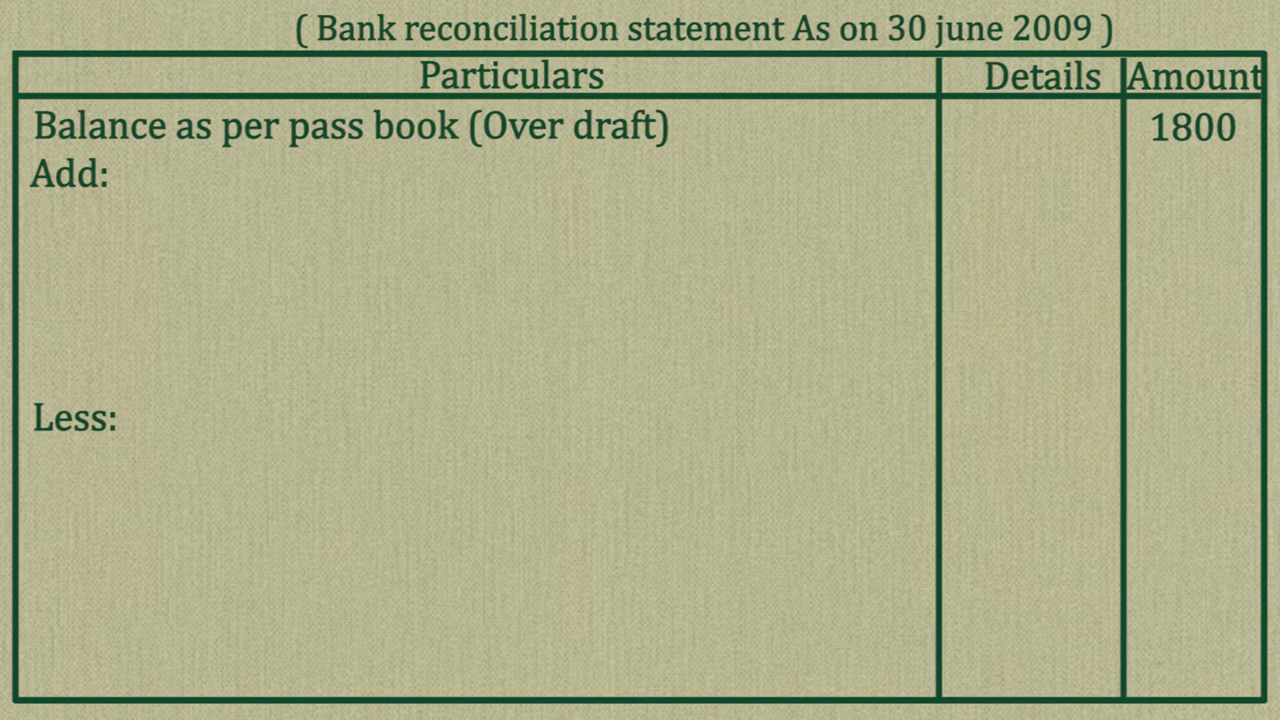 ( Bank reconciliation statement As on 30 june 2009 )
Particulars Details Amount
Balance as per pass book (Over draft) 1800
Add:
Less: